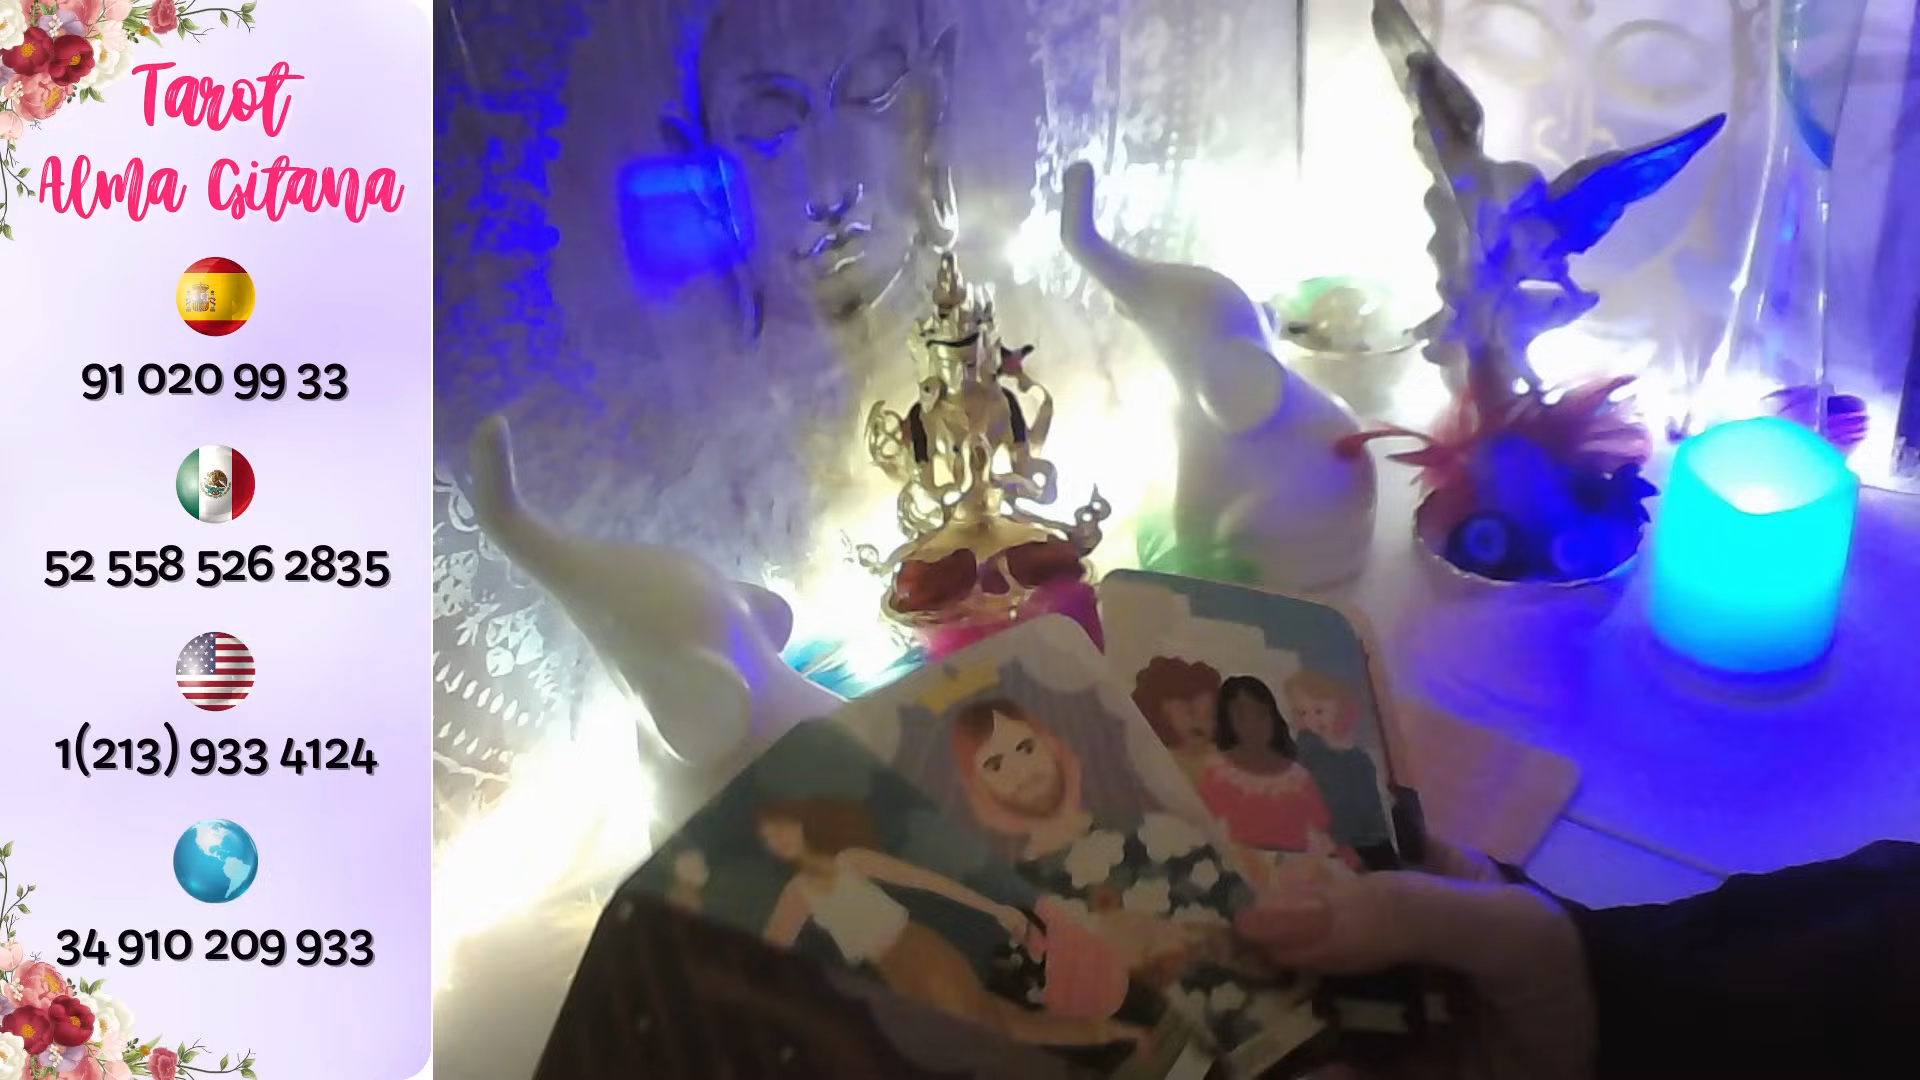 Tarot
Alma Gitana
91 020 99 33
52 558 526 2835
1(213) 933 4124
34 910 209 933